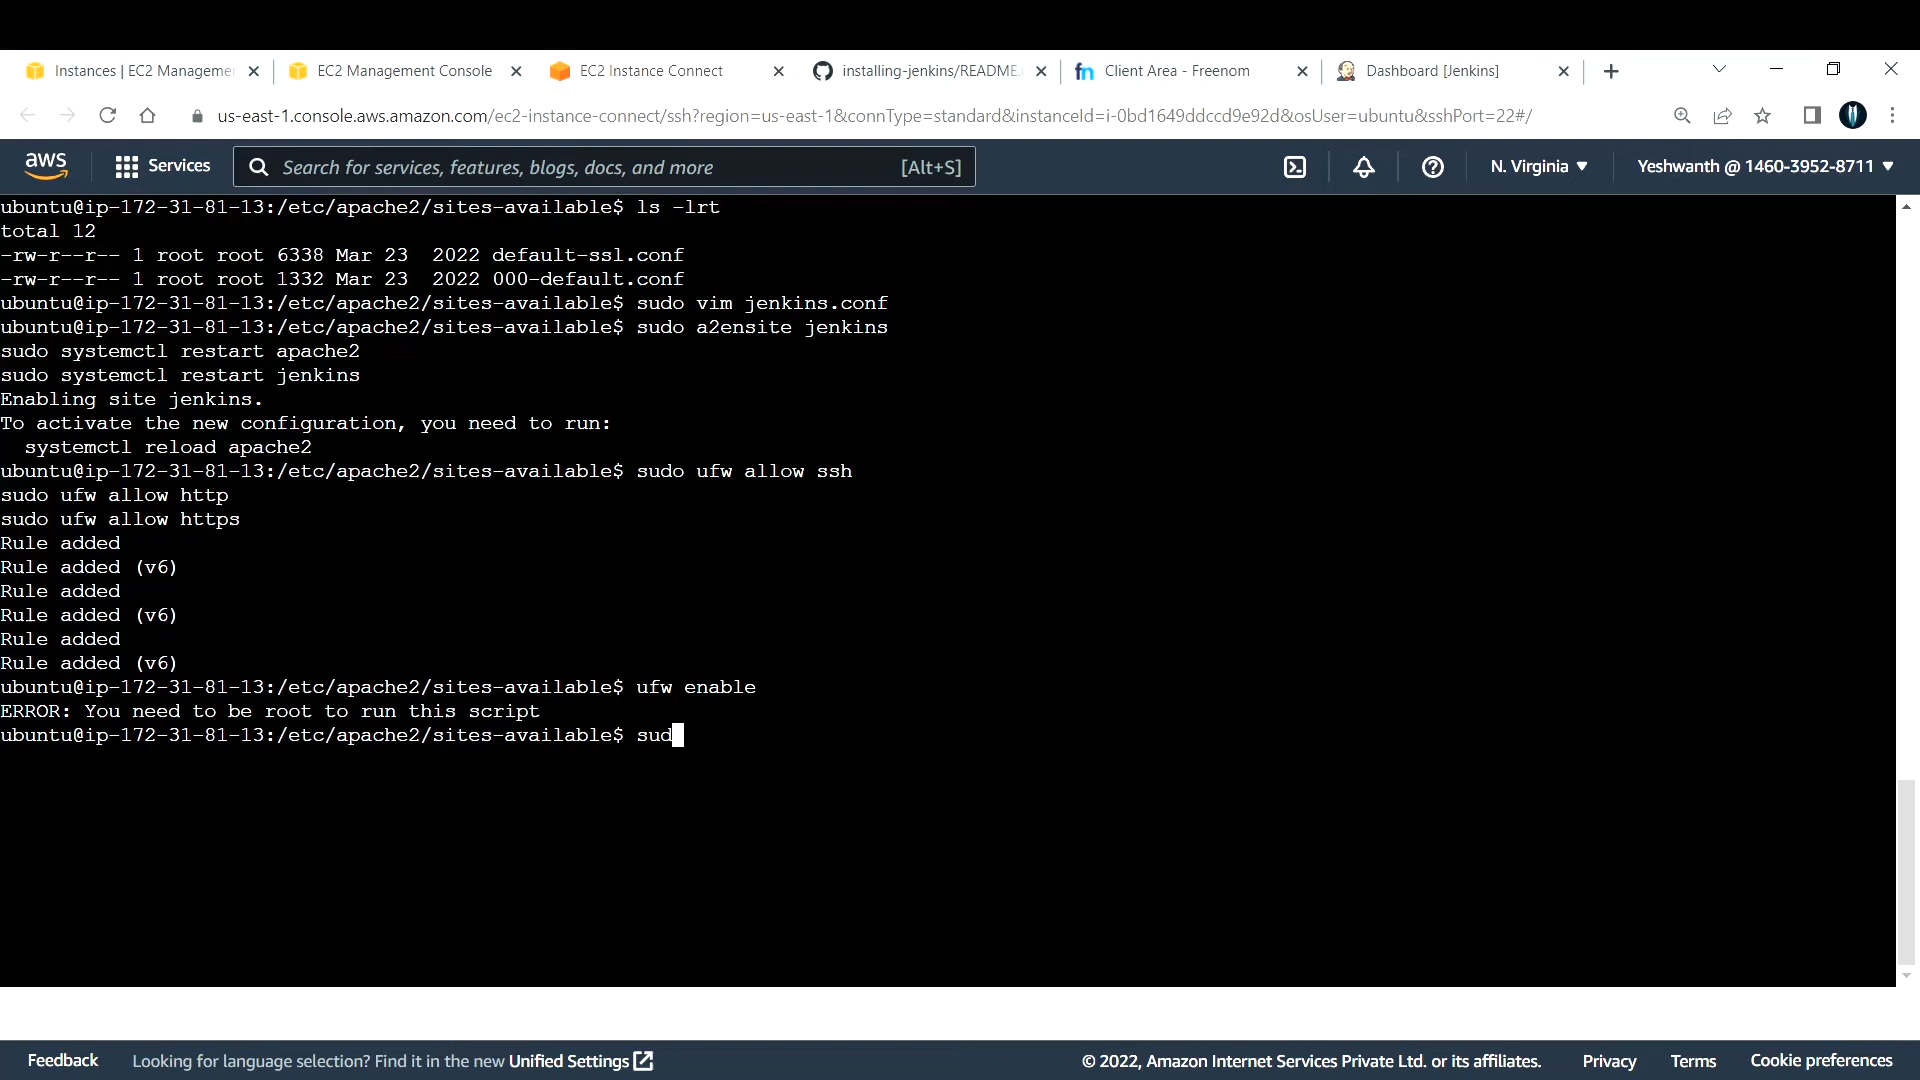 Instances | EC2 Manageme
EC2 Management Console
EC2 Instance Connect
installing-jenkins/README.
fn Client Area - Freenom
Dashboard [Jenkins]
us-east-1.console.aws.amazon.com/ec2-instance-connect/ssh?region=us-east-1&connType=standard&instanceId=i-0bd1649ddccd9e92d&osUser=ubuntu&sshPort=22#/
aws Services Search for services, features, blogs, docs, and more [Alt+S] N. Virginia Yeshwanth @ 1460-3952-8711
ubuntu@ip-172-31-81-13:/etc/apache2/sites-available$ ls -lrt
total 12
-rw-r--r-- 1 root root 6338 Mar 23  2022 default-ssl.conf
-rw-r--r-- 1 root root 1332 Mar 23  2022 000-default.conf
ubuntu@ip-172-31-81-13:/etc/apache2/sites-available$ sudo vim jenkins.conf
ubuntu@ip-172-31-81-13:/etc/apache2/sites-available$ sudo a2ensite jenkins
sudo systemctl restart apache2
sudo systemctl restart jenkins
Enabling site jenkins.
To activate the new configuration, you need to run:
  systemctl reload apache2
ubuntu@ip-172-31-81-13:/etc/apache2/sites-available$ sudo ufw allow ssh
sudo ufw allow http
sudo ufw allow https
Rule added
Rule added (v6)
Rule added
Rule added (v6)
Rule added
Rule added (v6)
ubuntu@ip-172-31-81-13:/etc/apache2/sites-available$ ufw enable
ERROR: You need to be root to run this script
ubuntu@ip-172-31-81-13:/etc/apache2/sites-available$ sud
Feedback Looking for language selection? Find it in the new Unified Settings © 2022, Amazon Internet Services Private Ltd. or its affiliates. Privacy Terms Cookie preferences